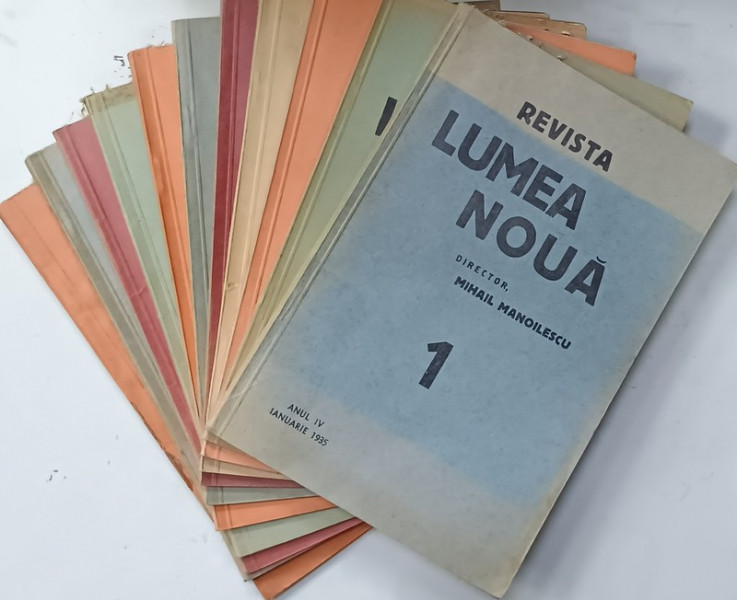 REVISTA
LUMEA
NOUĂ
DIRECTOR,
MIHAIL MANOILESCU
1
ANUL IV
IANUARIE 1935